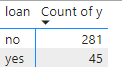 loan Count of y
no 281
yes 45